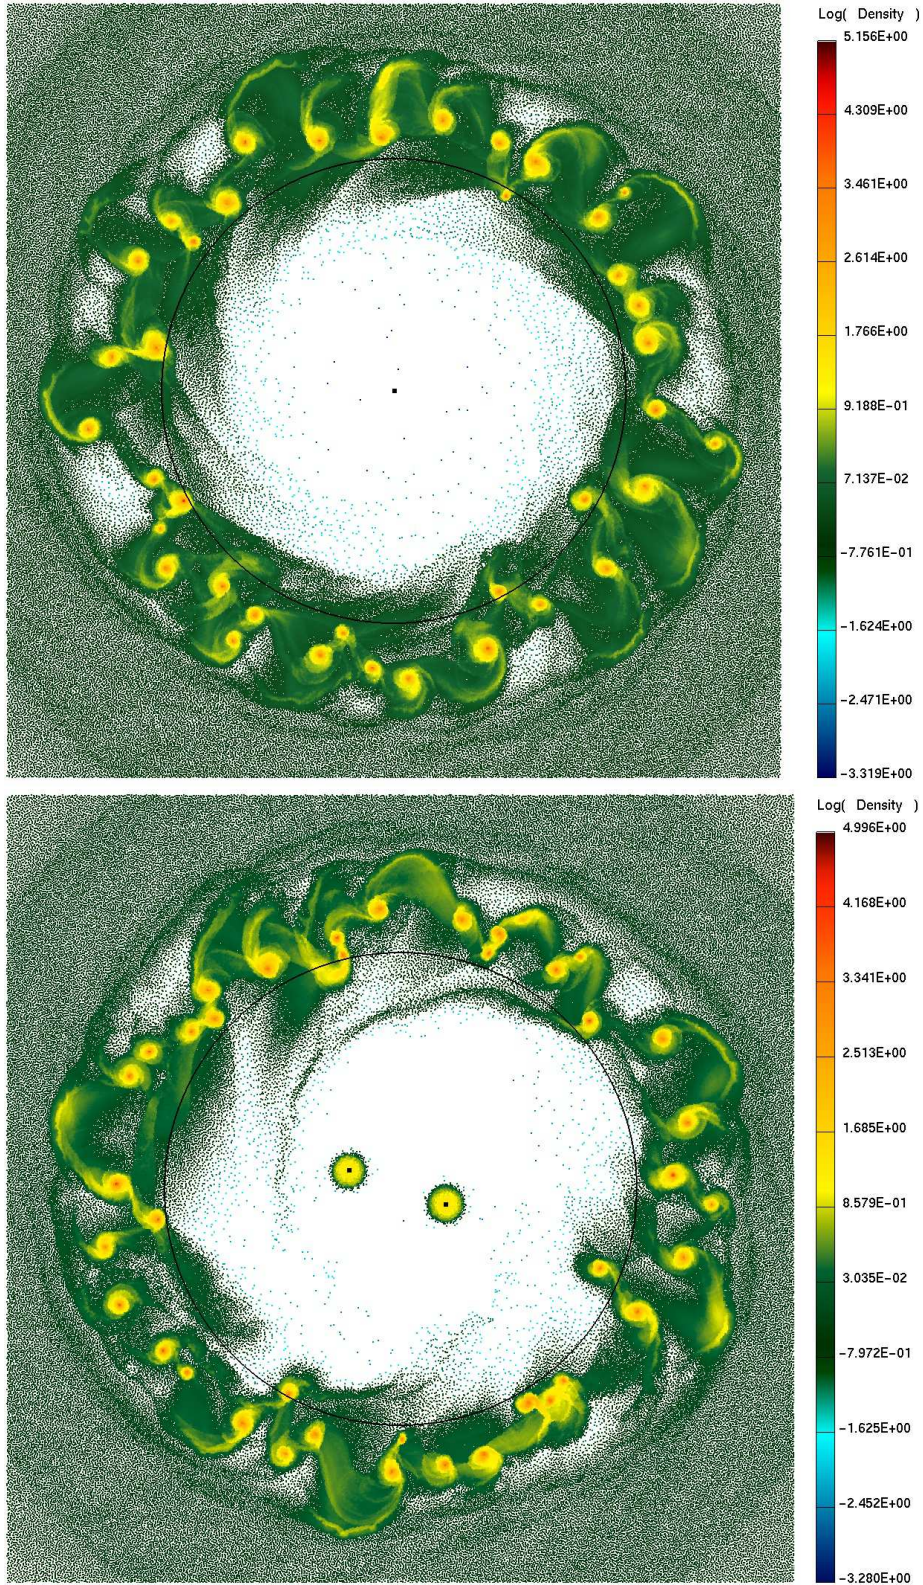 Log( Density )
5.156E+00
4.309E+00
3.461E+00
2.614E+00
1.766E+00
9.188E-01
7.137E-02
-7.761E-01
-1.624E+00
-2.471E+00
-3.319E+00
Log( Density )
4.996E+00
4.168E+00
3.341E+00
2.513E+00
1.685E+00
8.579E-01
3.035E-02
-7.972E-01
-1.625E+00
-2.452E+00
-3.280E+00